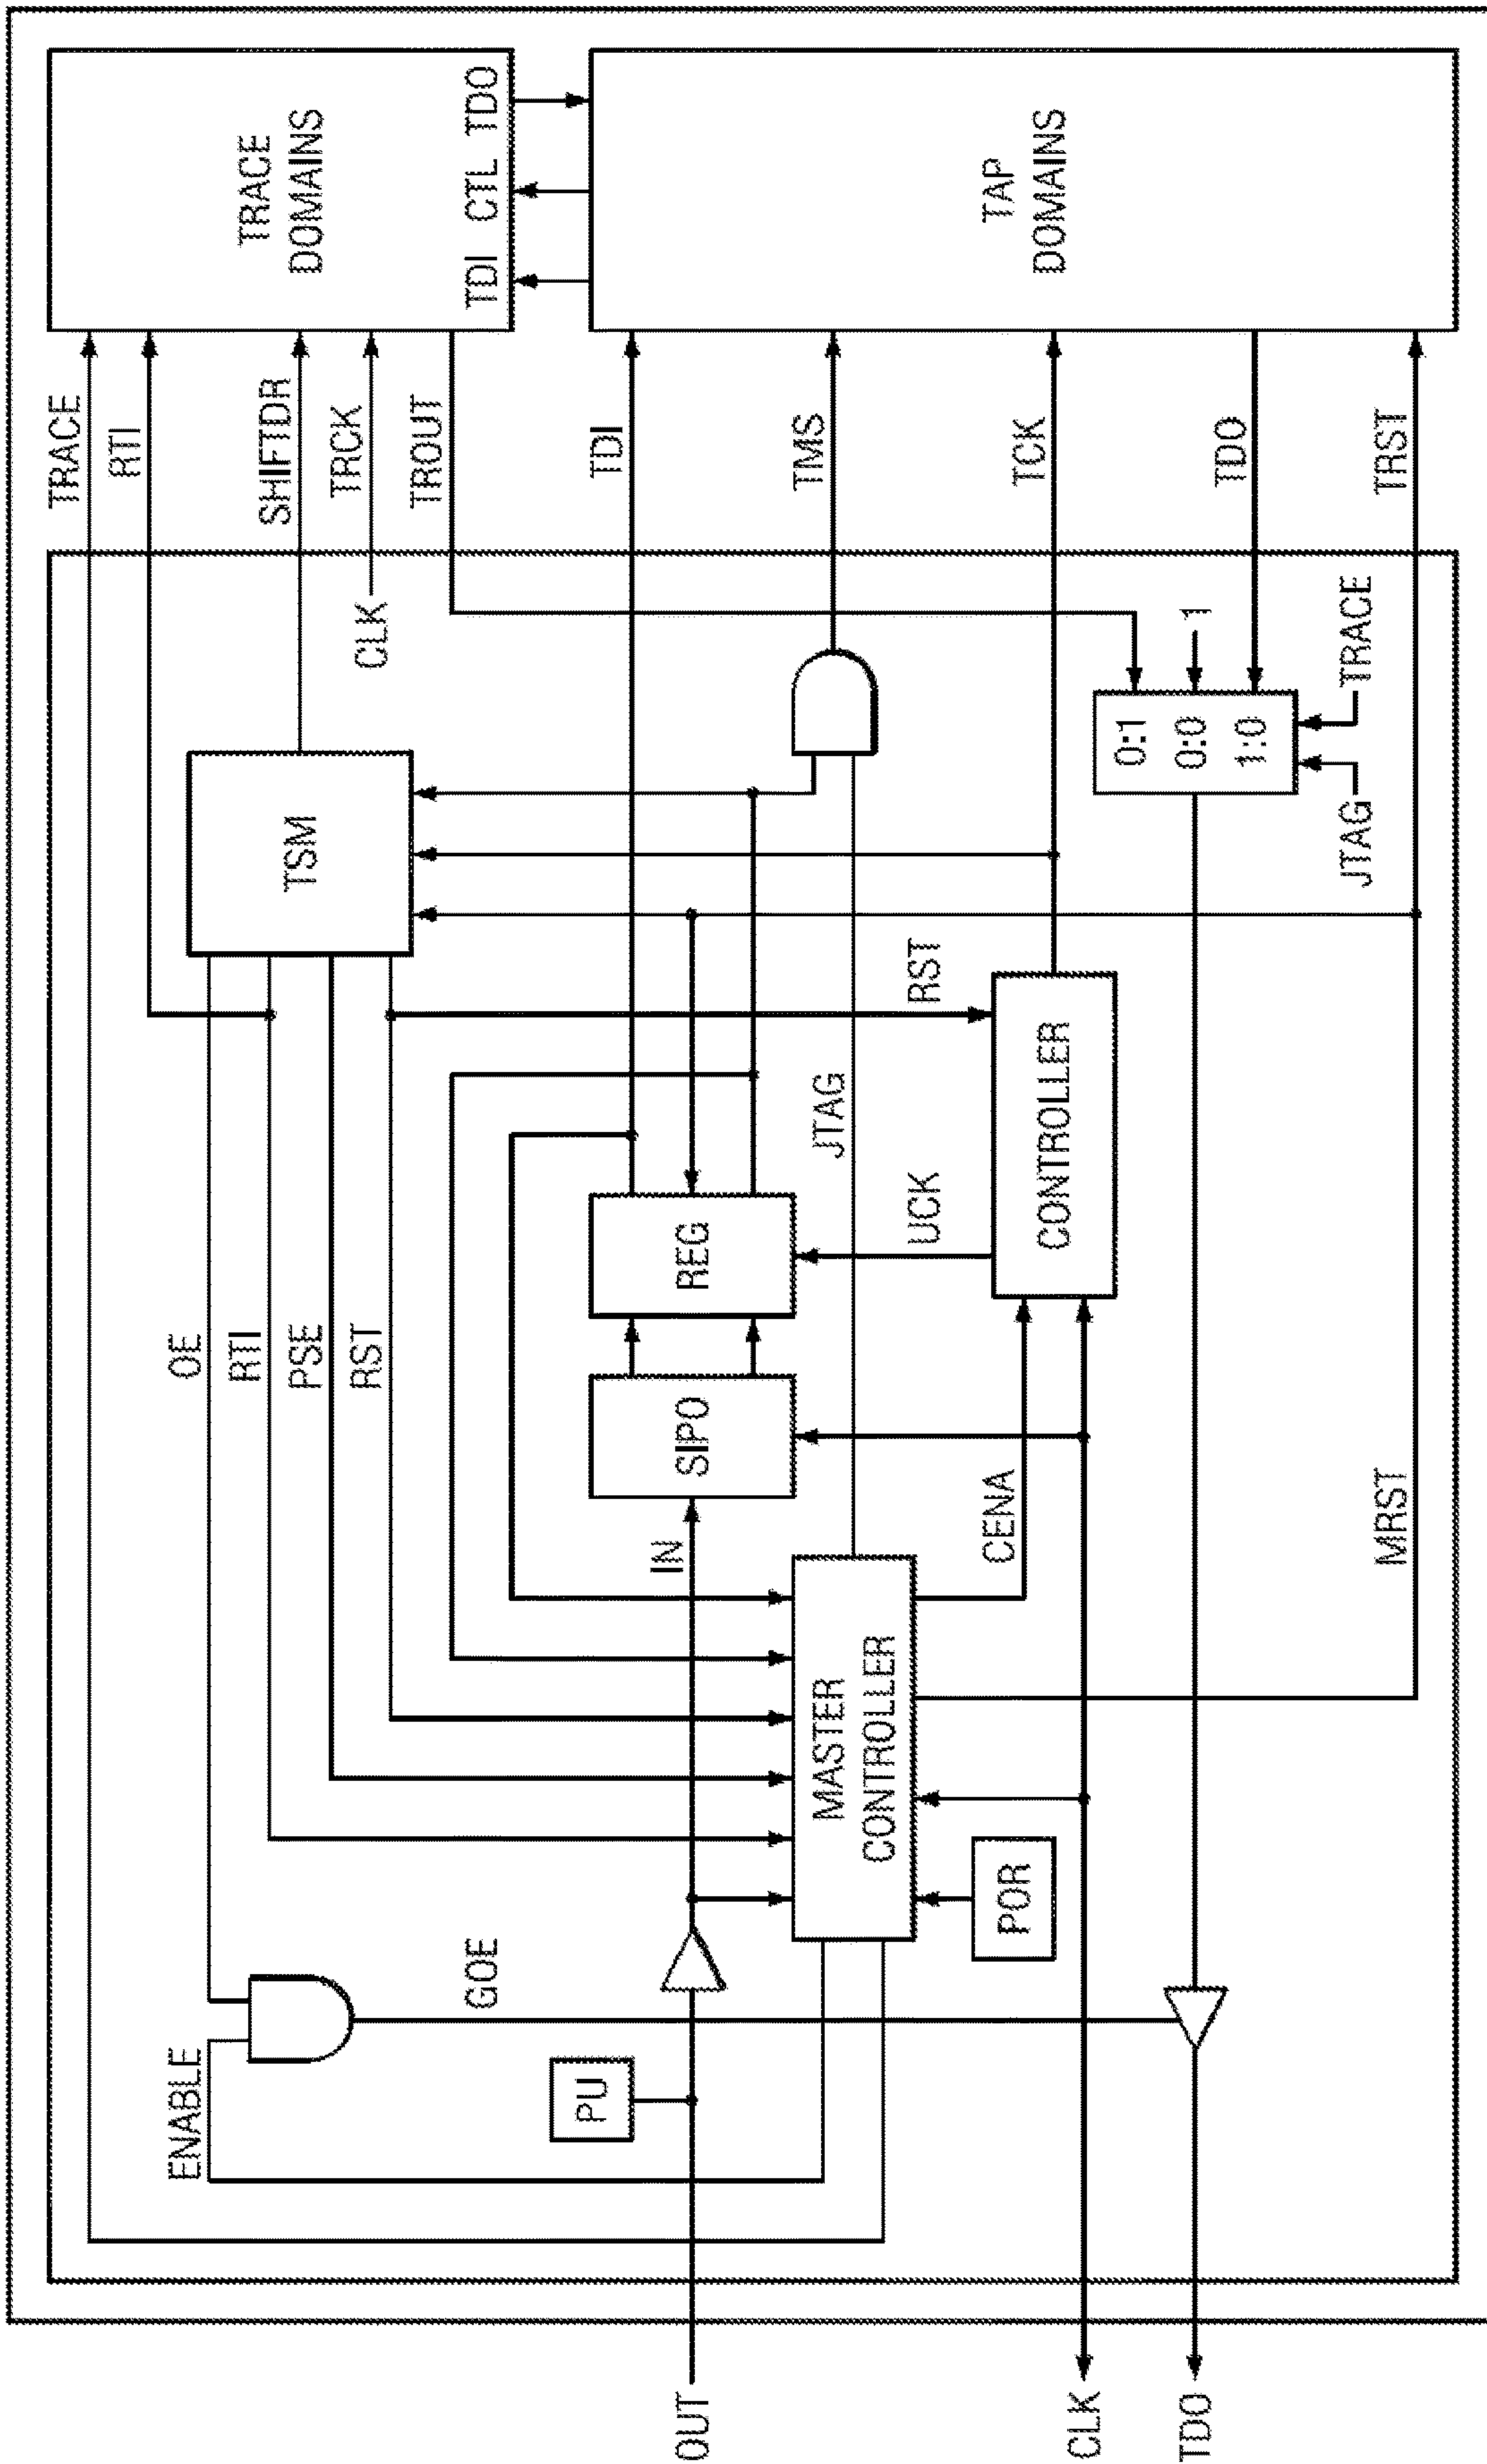 TRACE
DOMAINS
TDI CTL TDO
TAP
DOMAINS
TRACE
RTI
SHIFTDR
TRCK
TROUT
TDI
TMS
TCK
TDO
TRST
CLK
TSM
0:1
0:0
1:0
1
TRACE
JTAG
RST
CONTROLLER
JTAG
UCK
REG
SIPO
OE
RTI
PSE
RST
IN
CENA
MRST
MASTER
CONTROLLER
POR
GOE
ENABLE
PU
OUT
CLK
TDO